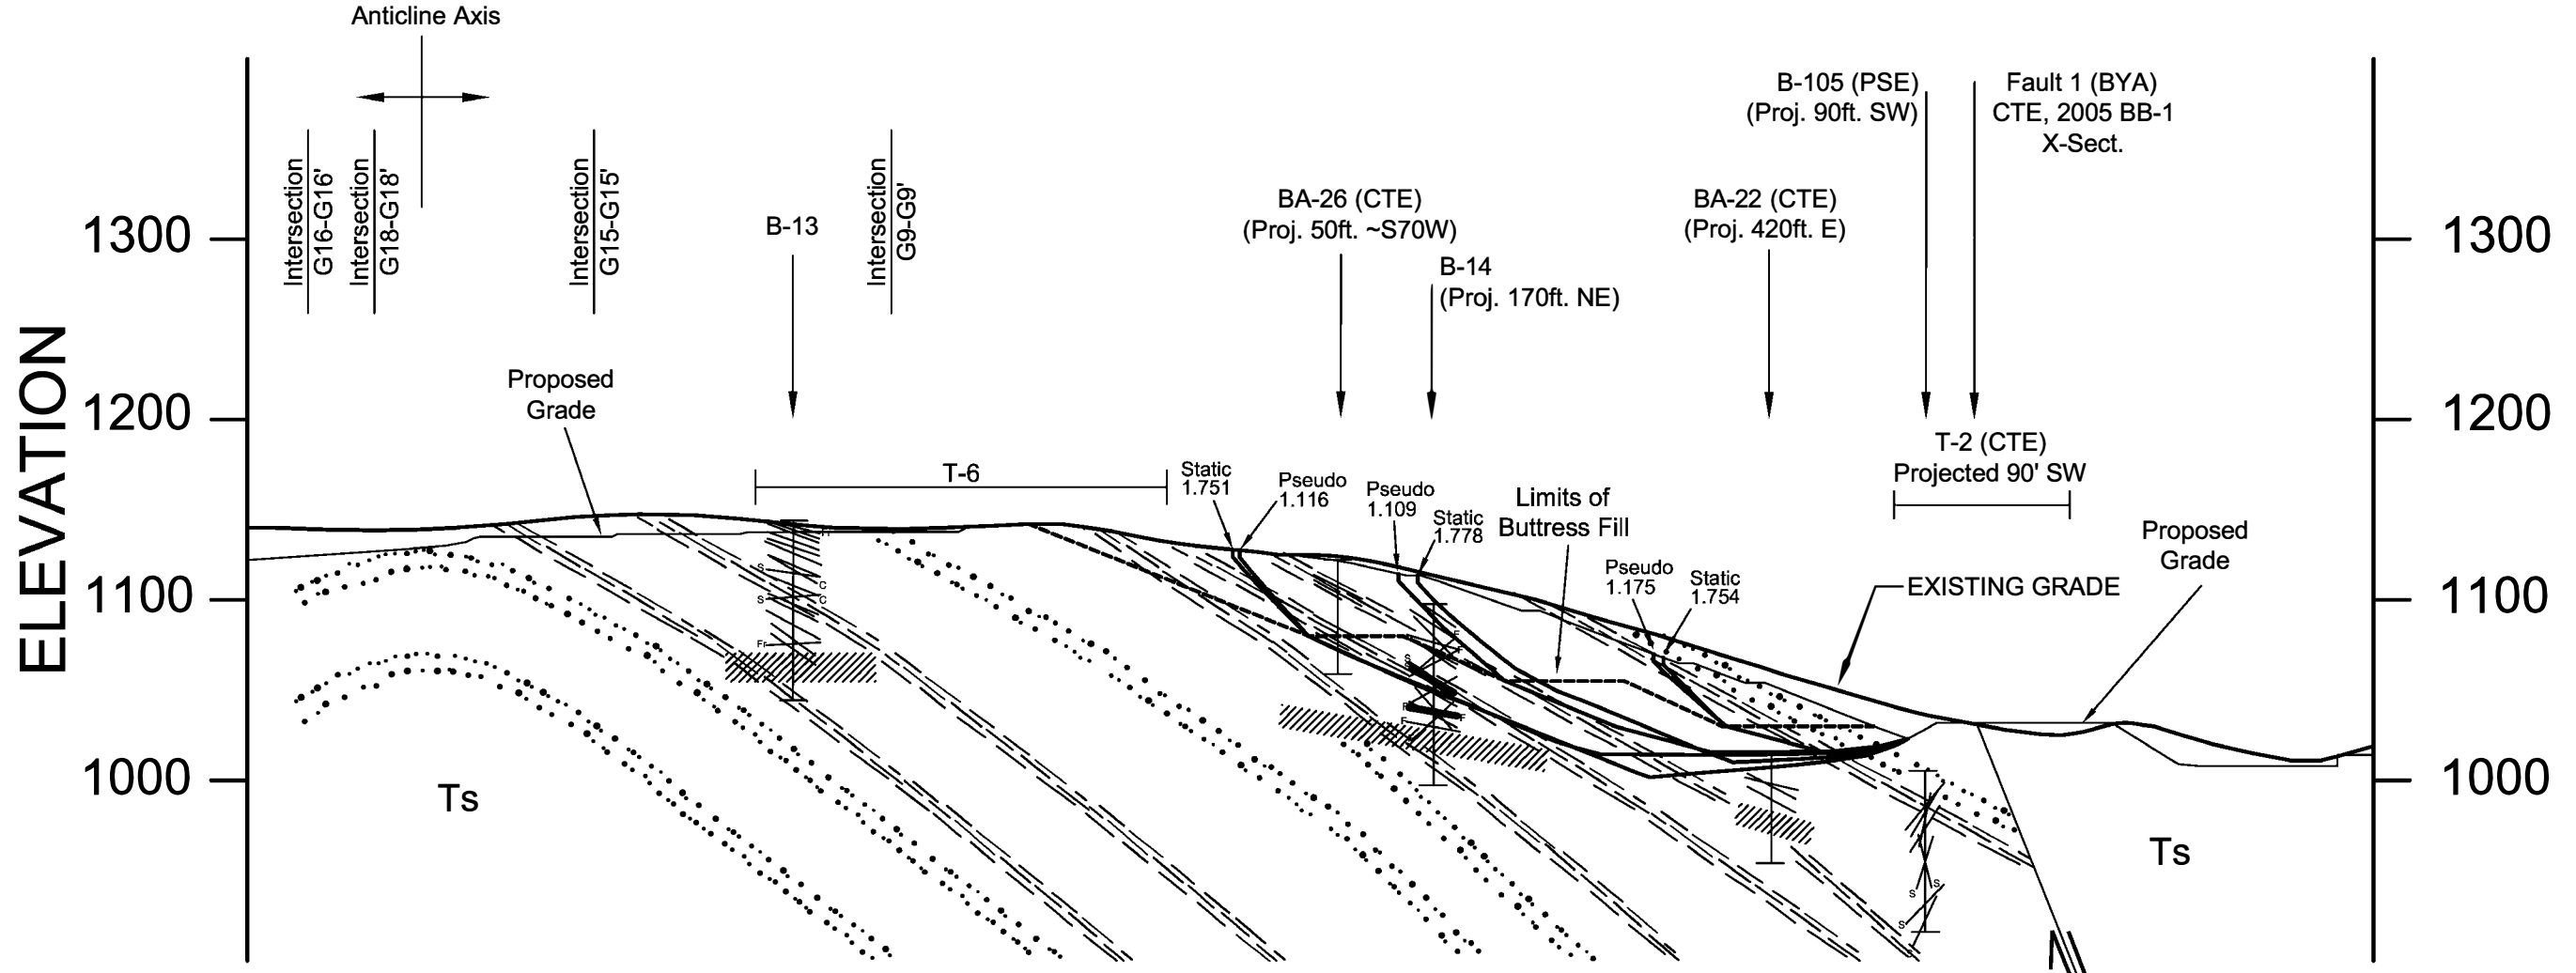 Anticline Axis
B-105 (PSE)
(Proj. 90ft. SW)
Fault 1 (BYA)
CTE, 2005 BB-1
X-Sect.
Intersection
G16-G16'
Intersection
G18-G18'
Intersection
G15-G15'
Intersection
G9-G9'
B-13
BA-26 (CTE)
(Proj. 50ft. ~S70W)
B-14
(Proj. 170ft. NE)
BA-22 (CTE)
(Proj. 420ft. E)
ELEVATION
1300
1200
1100
1000
1300
1200
1100
1000
Proposed
Grade
T-6
Static
1.751
Pseudo
1.116
Pseudo
1.109
Static
1.778
Limits of
Buttress Fill
Pseudo
1.175
Static
1.754
T-2 (CTE)
Projected 90' SW
EXISTING GRADE
Proposed
Grade
S
C
S
C
Fr
F
F
S
F
F
F
S
S
S
Ts
Ts